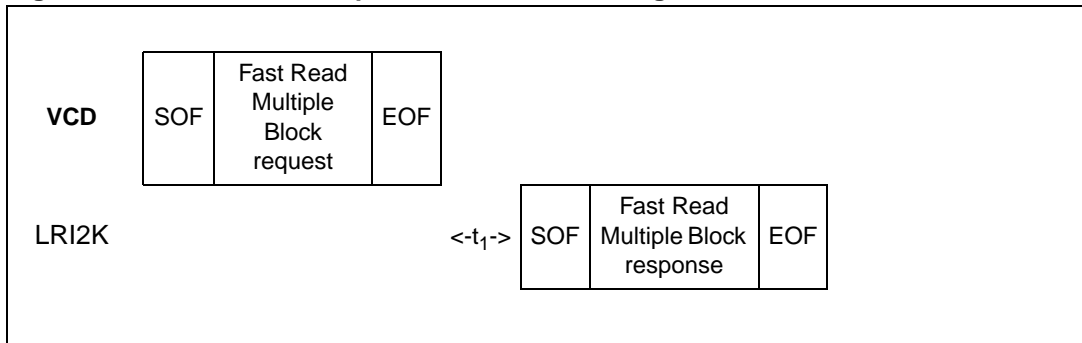 VCD
SOF
Fast Read
Multiple
Block
request
EOF
LRI2K
<-t1->
SOF
Fast Read
Multiple Block
response
EOF